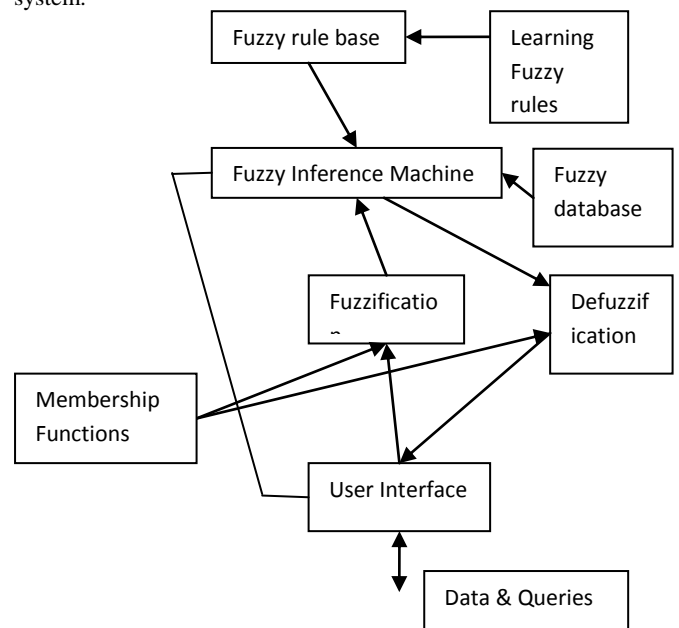 system.
Fuzzy rule base
Learning
Fuzzy
rules
Fuzzy Inference Machine
Fuzzy
database
Fuzzificatio
n
Defuzzif
ication
Membership
Functions
User Interface
Data & Queries